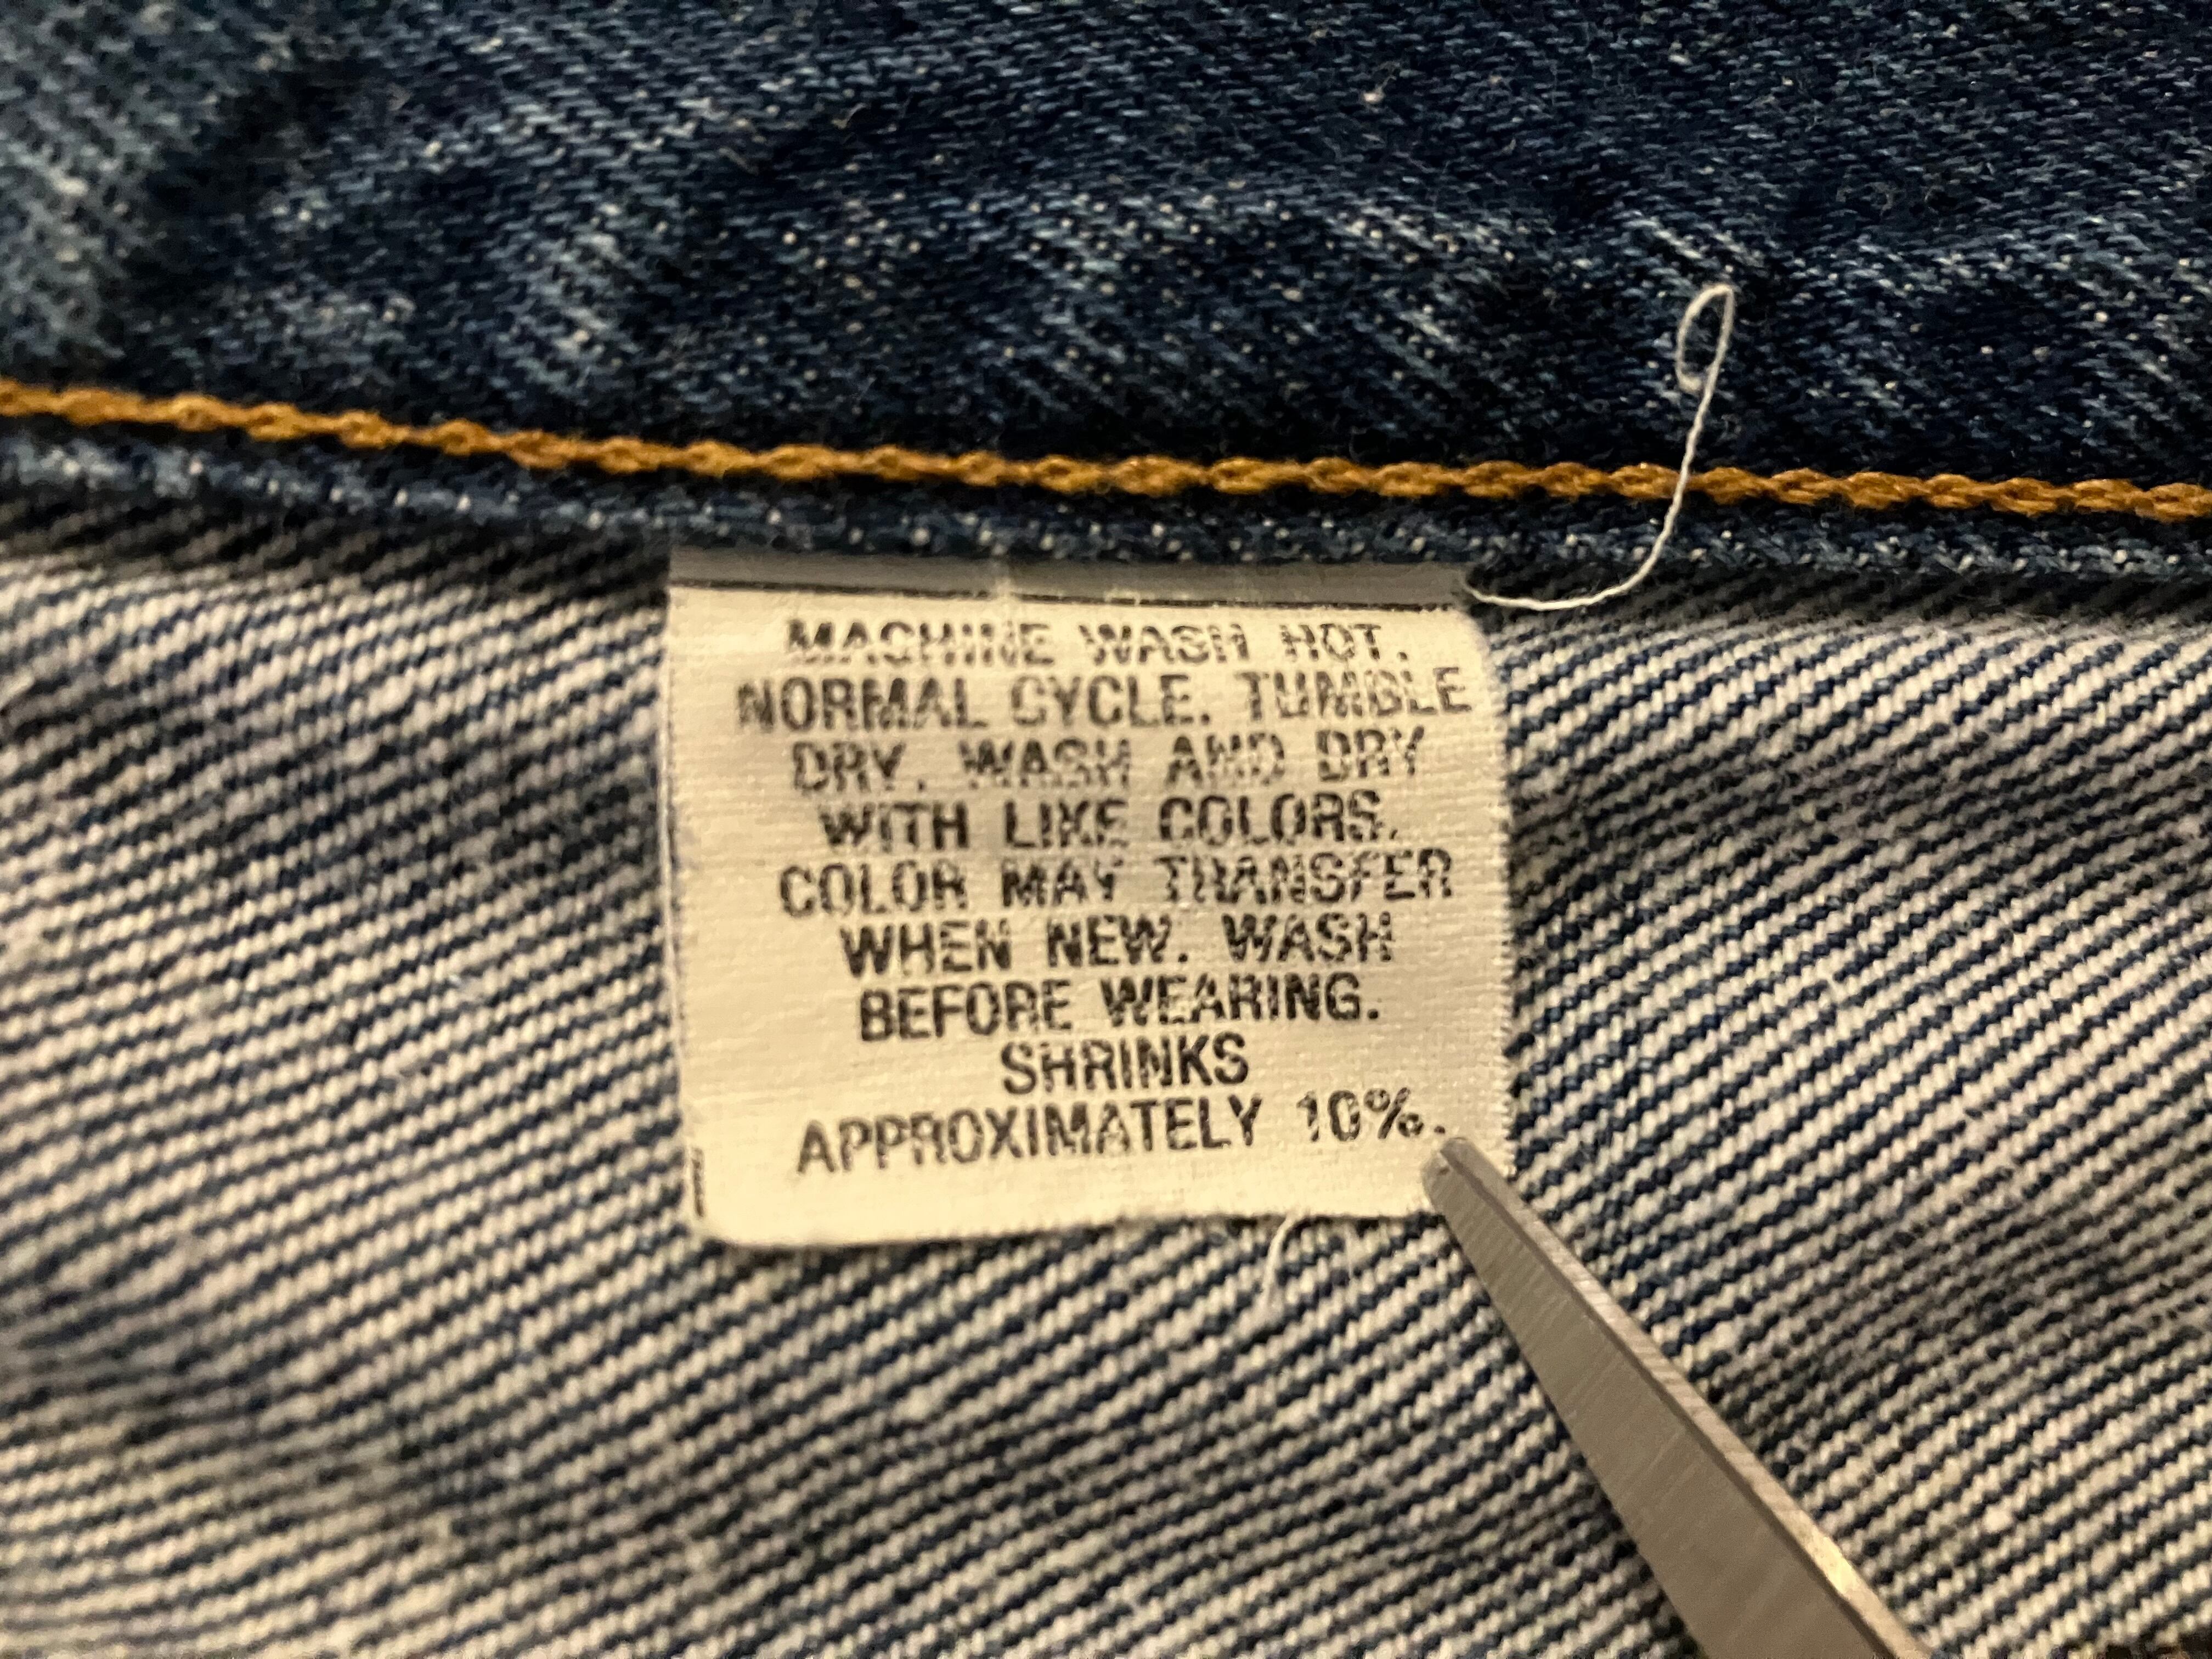 MACHINE WASH HOT.
NORMAL CYCLE. TUMBLE
DRY. WASH AND DRY
WITH LIKE COLORS.
COLOR MAY TRANSFER
WHEN NEW. WASH
BEFORE WEARING.
SHRINKS
APPROXIMATELY 10%.